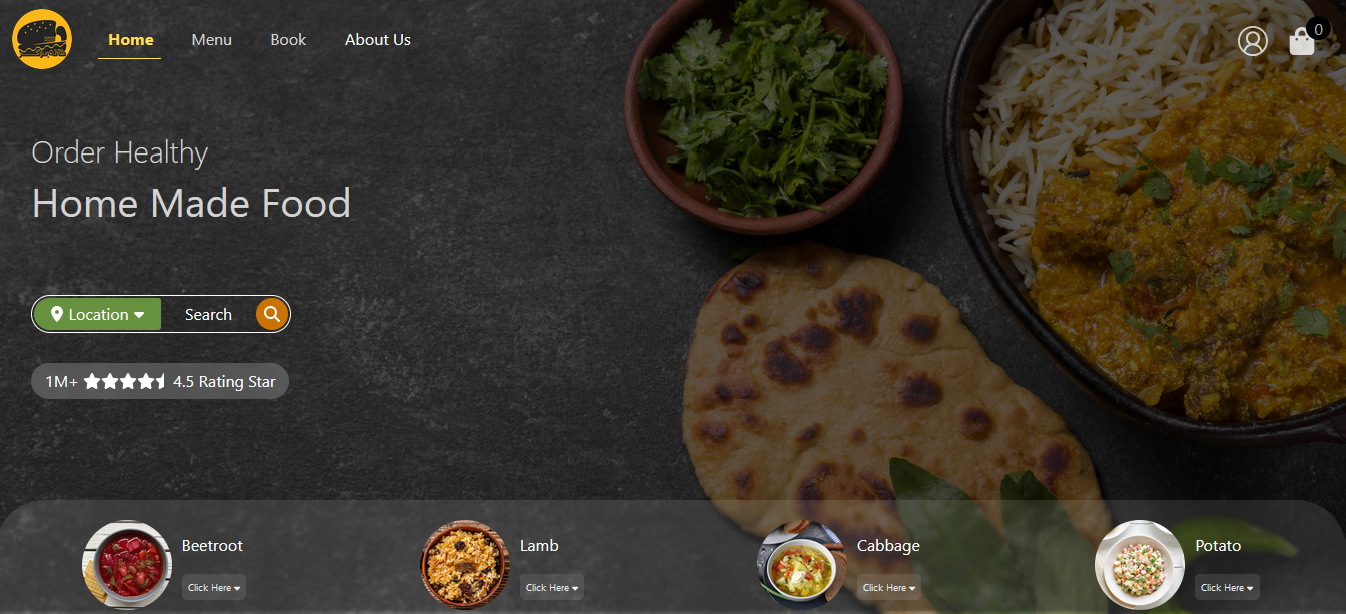 Home Menu Book About Us 0
Order Healthy
Home Made Food
Location Search
1M+ 4.5 Rating Star
Beetroot Lamb Cabbage Potato
Click Here Click Here Click Here Click Here